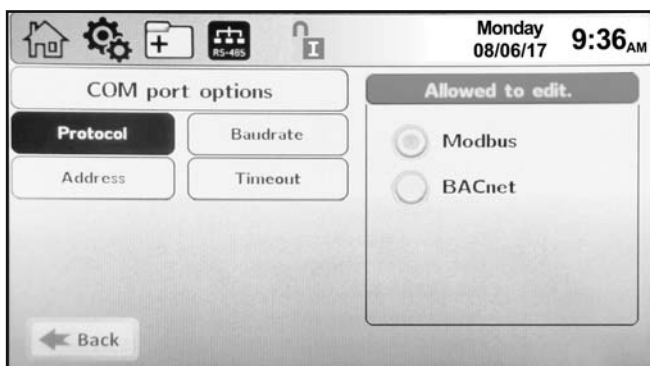 RS-485
I
Monday
08/06/17
9:36AM
COM port options
Allowed to edit.
Protocol
Baudrate
Modbus
Address
Timeout
BACnet
Back